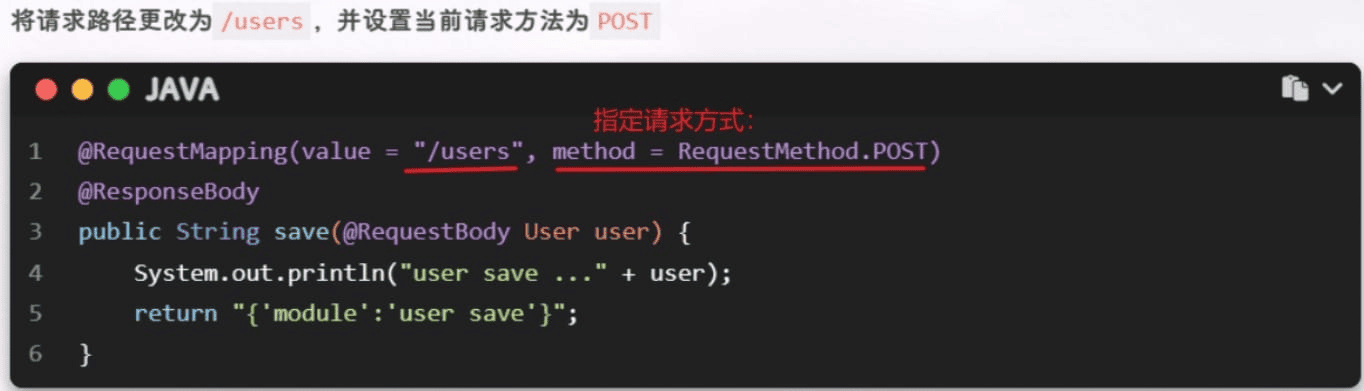 将请求路径更改为 /users ，并设置当前请求方法为 POST
JAVA
指定请求方式：
1 @RequestMapping(value = "/users", method = RequestMethod.POST)
2 @ResponseBody
3 public String save(@RequestBody User user) {
4 System.out.println("user save ..." + user);
5 return "{'module':'user save'}";
6 }